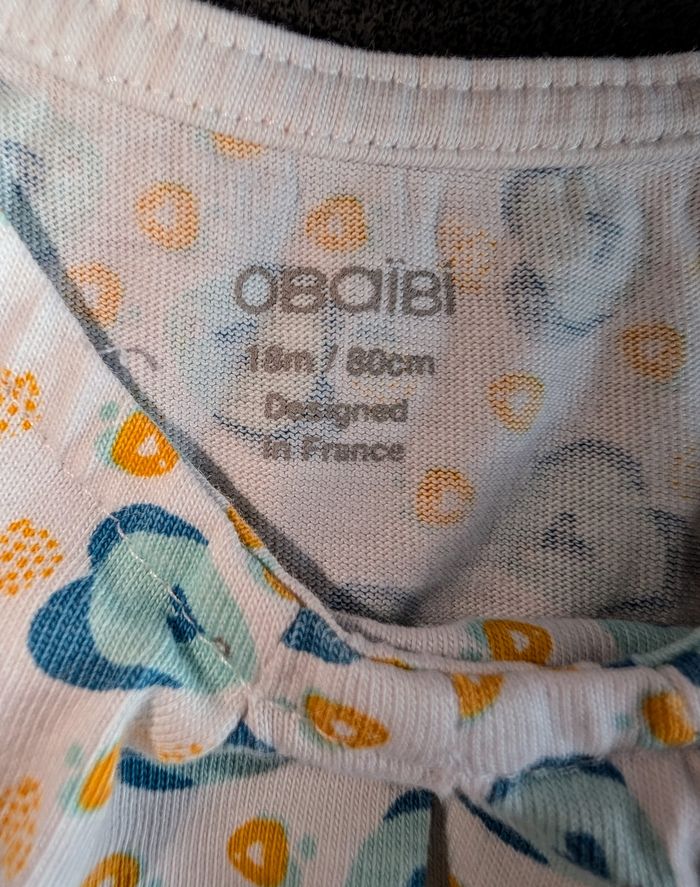 OBAÏBI
18m / 80cm
Designed
in France